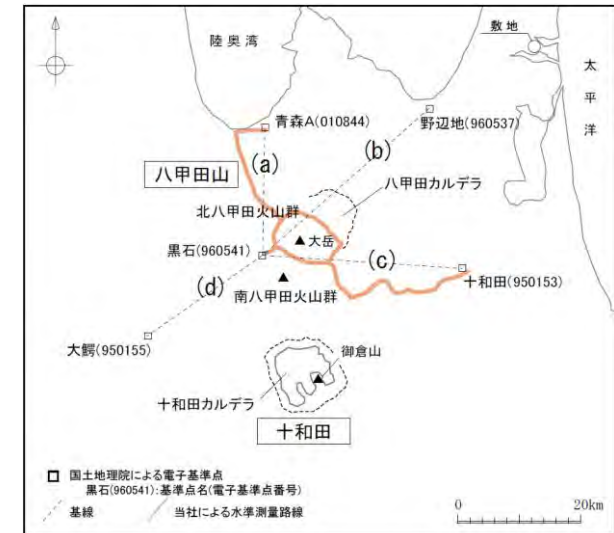 敷地
陸奥湾
太平洋
青森A(010844)
野辺地(960537)
(a)
(b)
八甲田山
八甲田カルデラ
北八甲田火山群
大岳
黒石(960541)
(c)
十和田(950153)
(d)
南八甲田火山群
大鰐(950155)
御倉山
十和田カルデラ
十和田
国土地理院による電子基準点
黒石(960541):基準点名(電子基準点番号)
基線
当社による水準測量路線
0 20km